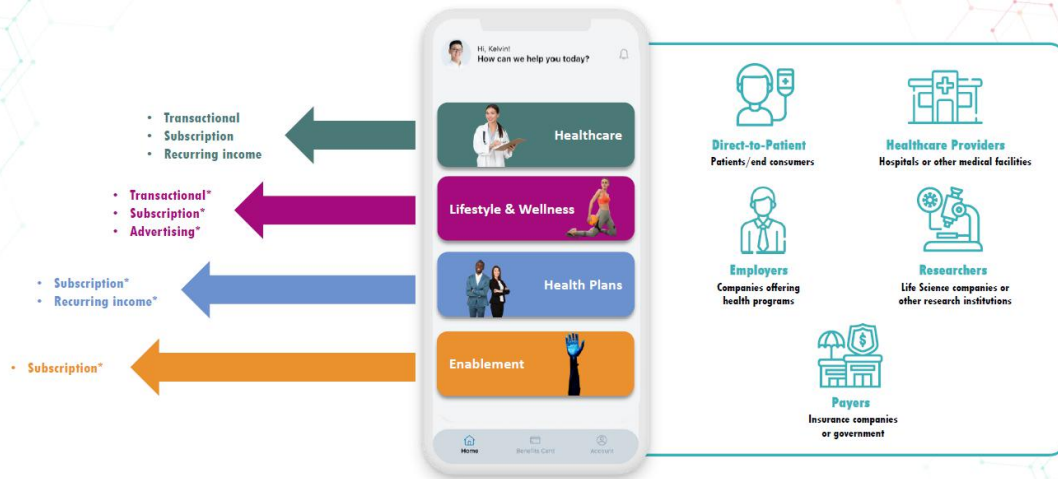 • Transactional
• Subscription
• Recurring income
• Transactional*
• Subscription*
• Advertising*
• Subscription*
• Recurring income*
• Subscription*
Hi, Kelvin!
How can we help you today?
Healthcare
Lifestyle & Wellness
Health Plans
Enablement
Home
Benefits Card
Account
Direct-to-Patient
Patients/end consumers
Healthcare Providers
Hospitals or other medical facilities
Employers
Companies offering
health programs
Researchers
Life Science companies or
other research institutions
Payers
Insurance companies
or government